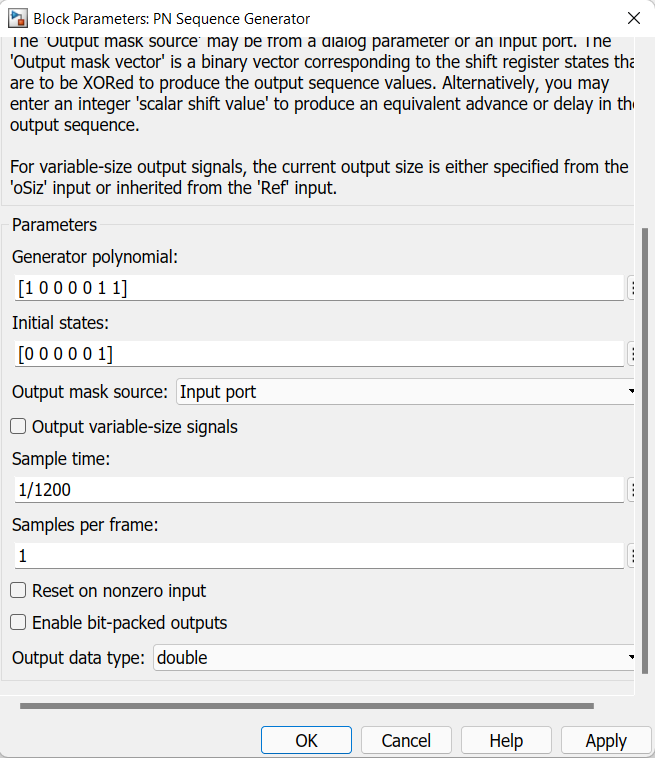 Block Parameters: PN Sequence Generator
The 'Output mask source' may be from a dialog parameter or an input port. The
'Output mask vector' is a binary vector corresponding to the shift register states tha
are to be XORed to produce the output sequence values. Alternatively, you may
enter an integer 'scalar shift value' to produce an equivalent advance or delay in the
output sequence.
For variable-size output signals, the current output size is either specified from the
'oSiz' input or inherited from the 'Ref' input.
Parameters
Generator polynomial:
[1 0 0 0 0 1 1]
Initial states:
[0 0 0 0 0 1]
Output mask source: Input port
Output variable-size signals
Sample time:
1/1200
Samples per frame:
1
Reset on nonzero input
Enable bit-packed outputs
Output data type: double
OK Cancel Help Apply